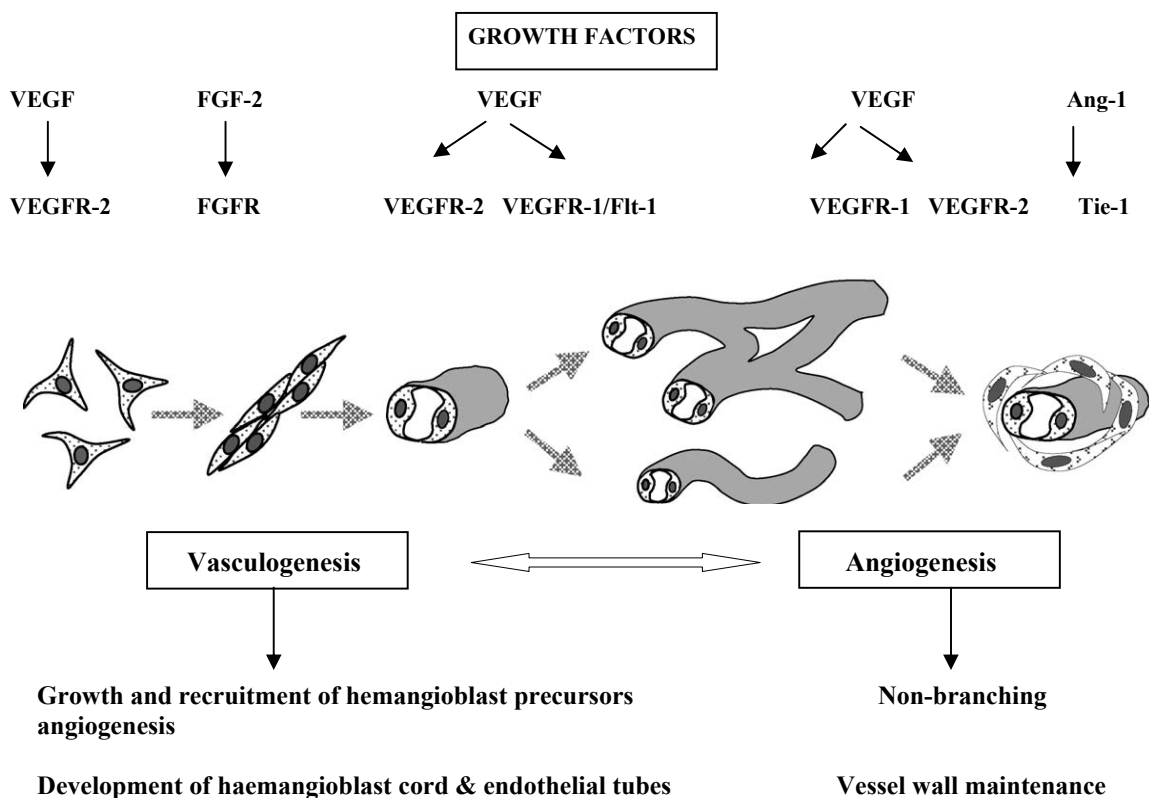 GROWTH FACTORS
VEGF FGF-2 VEGF VEGF Ang-1
VEGFR-2 FGFR VEGFR-2 VEGFR-1/Flt-1 VEGFR-1 VEGFR-2 Tie-1
Vasculogenesis Angiogenesis
Growth and recruitment of hemangioblast precursors Non-branching
angiogenesis
Development of haemangioblast cord & endothelial tubes Vessel wall maintenance